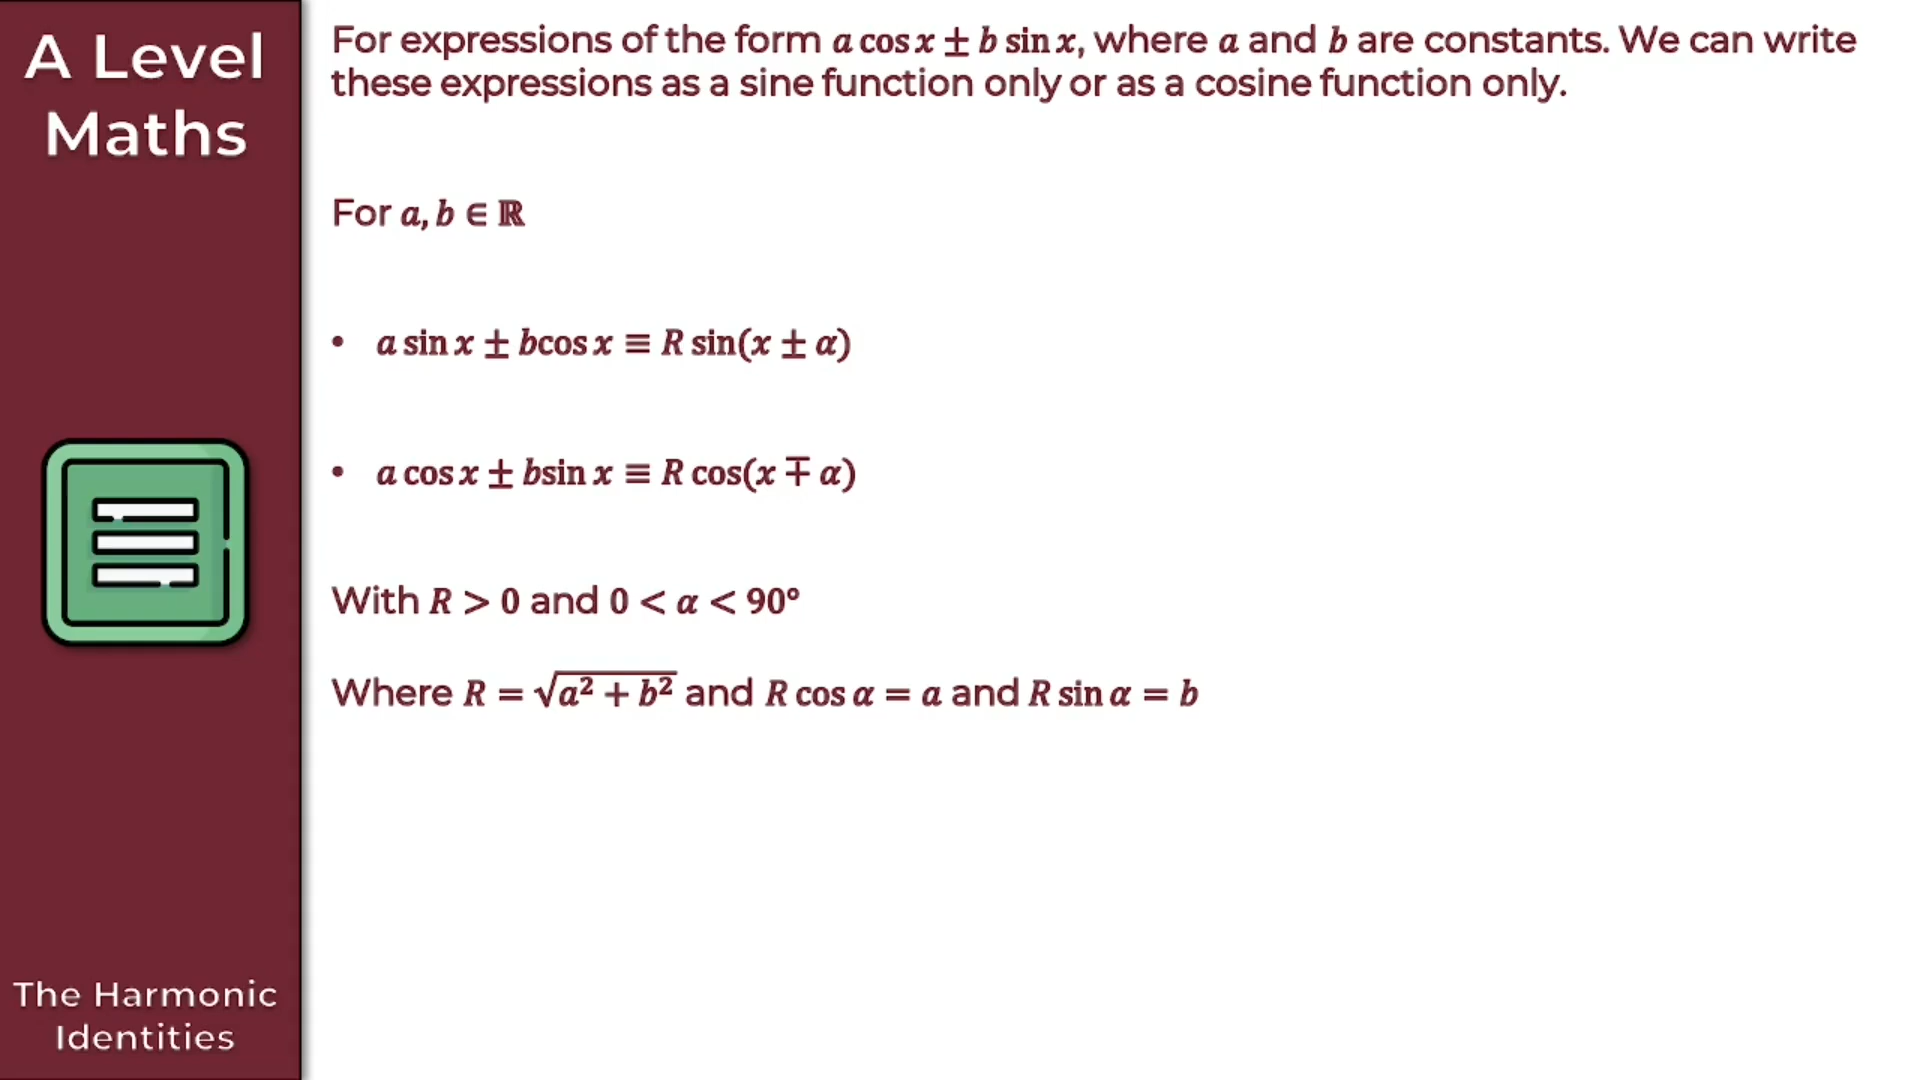 A Level
Maths
For expressions of the form a cos x ± b sin x, where a and b are constants. We can write
these expressions as a sine function only or as a cosine function only.
For a, b ∈ ℝ
• a sin x ± bcos x ≡ R sin(x ± α)
• a cos x ± bsin x ≡ R cos(x ∓ α)
With R > 0 and 0 < α < 90°
Where R = √(a² + b²) and R cos α = a and R sin α = b
The Harmonic
Identities